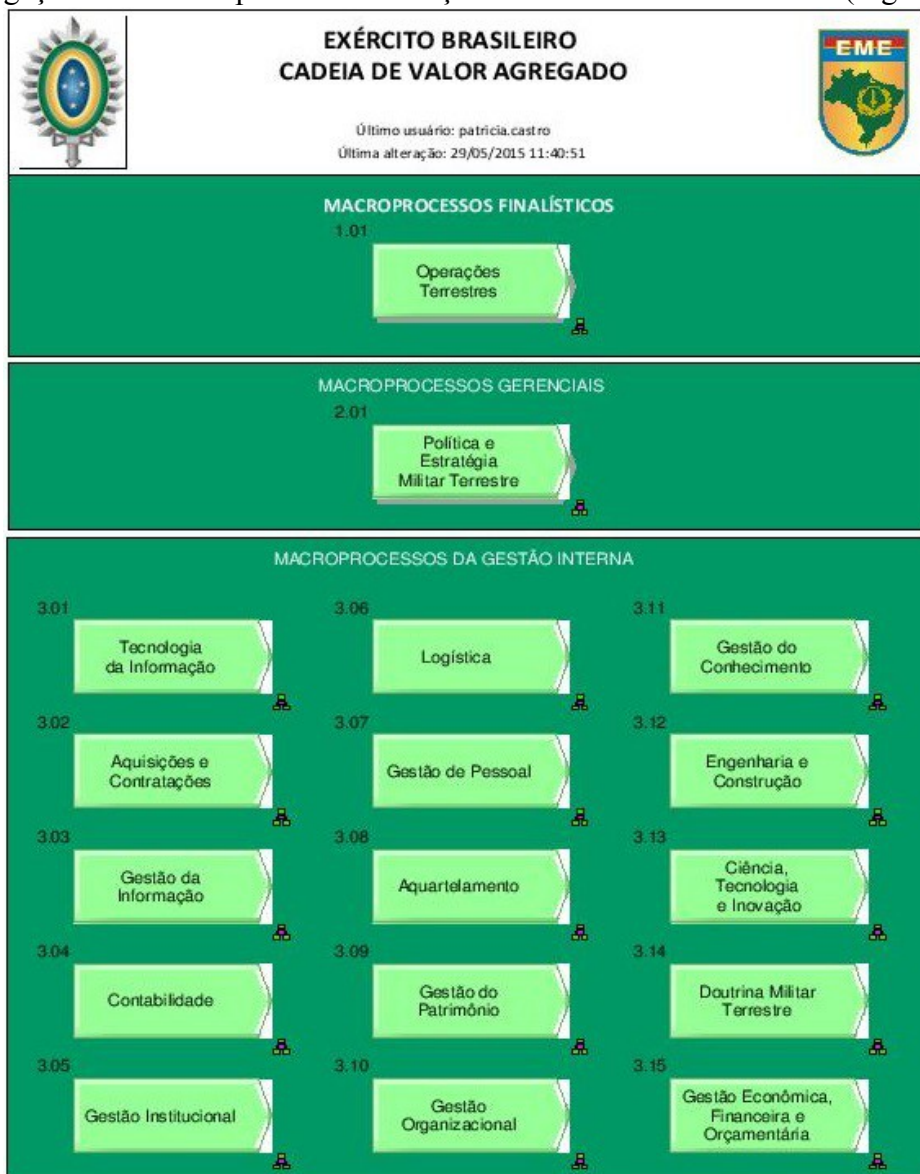 EXÉRCITO BRASILEIRO
CADEIA DE VALOR AGREGADO
EME
Último usuário: patricia.castro
Última alteração: 29/05/2015 11:40:51
MACROPROCESSOS FINALÍSTICOS
1.01
Operações
Terrestres
MACROPROCESSOS GERENCIAIS
2.01
Política e
Estratégia
Militar Terrestre
MACROPROCESSOS DA GESTÃO INTERNA
3.01
Tecnologia
da Informação
3.06
Logística
3.11
Gestão do
Conhecimento
3.02
Aquisições e
Contratações
3.07
Gestão de Pessoal
3.12
Engenharia e
Construção
3.03
Gestão da
Informação
3.08
Aquartelamento
3.13
Ciência,
Tecnologia
e Inovação
3.04
Contabilidade
3.09
Gestão do
Patrimônio
3.14
Doutrina Militar
Terrestre
3.05
Gestão Institucional
3.10
Gestão
Organizacional
3.15
Gestão Econômica,
Financeira e
Orçamentária